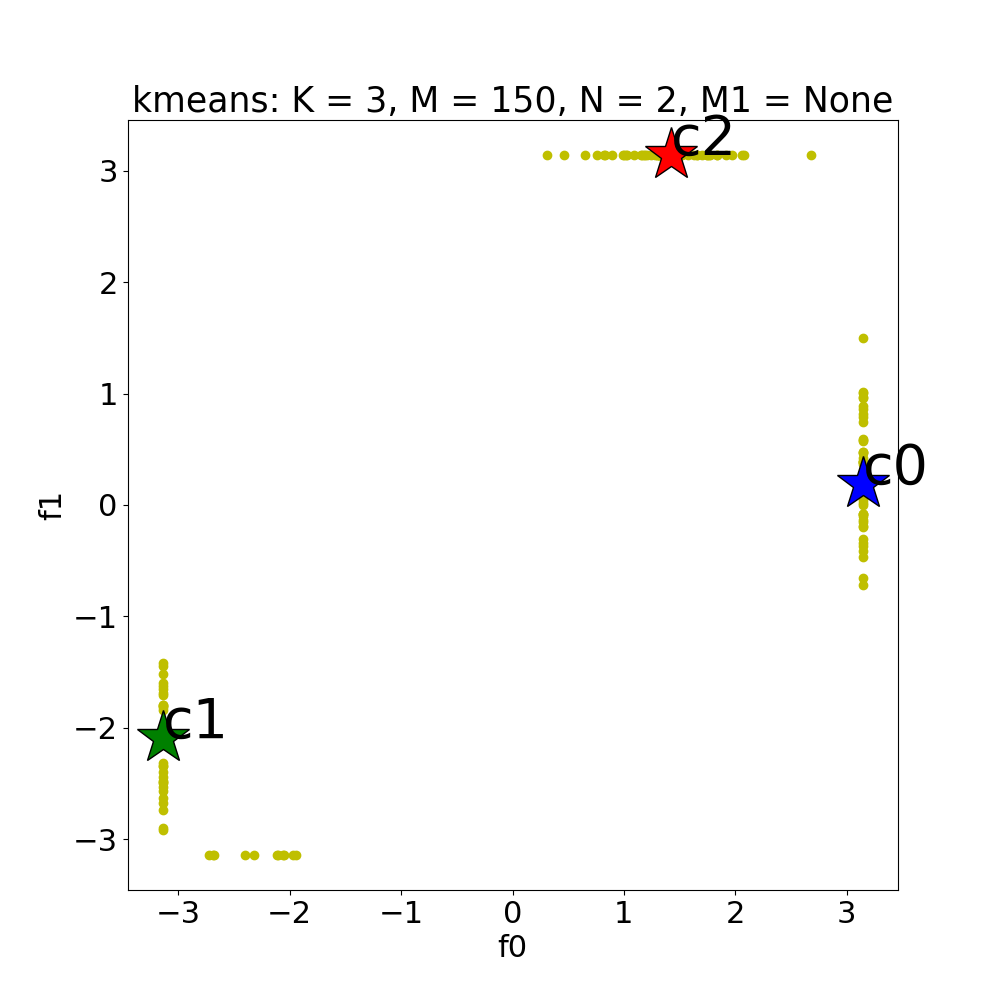 kmeans: K = 3, M = 150, N = 2, M1 = None
c2
3
2
1
c0
0
f1
−1
c1
−2
−3
−3 −2 −1 0 1 2 3
f0